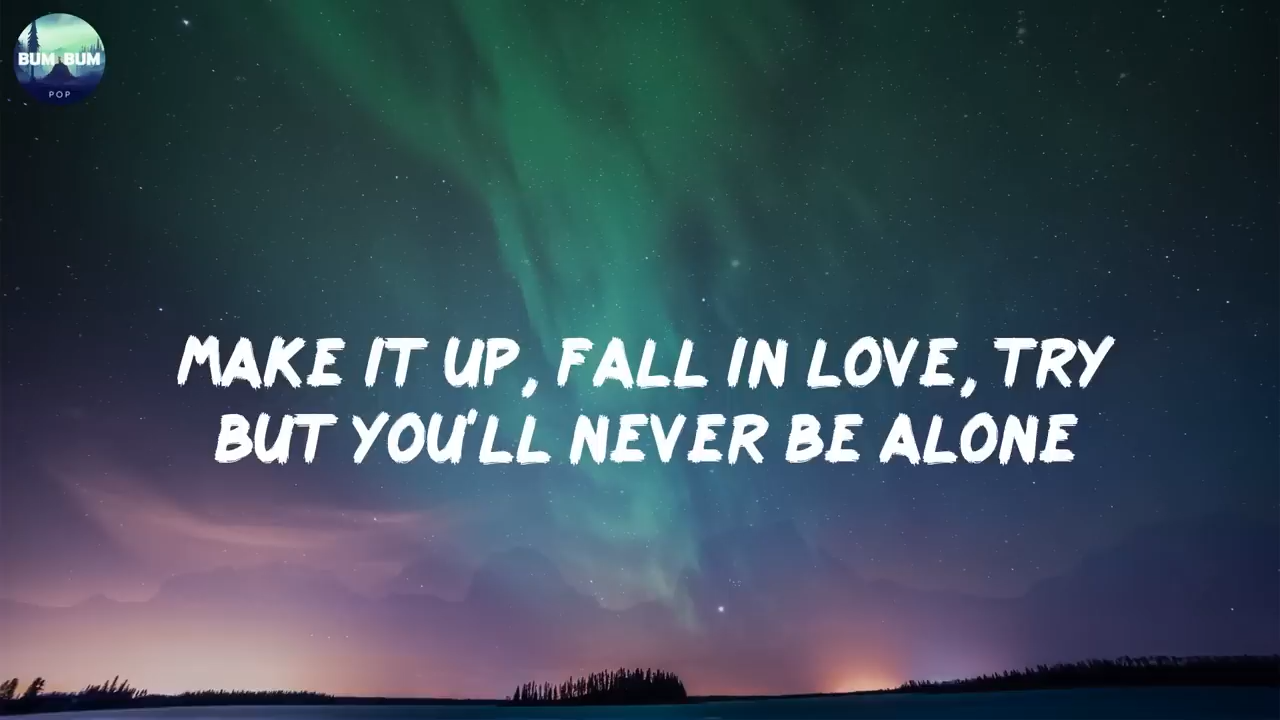 BUM BUM
POP
MAKE IT UP, FALL IN LOVE, TRY
BUT YOU'LL NEVER BE ALONE